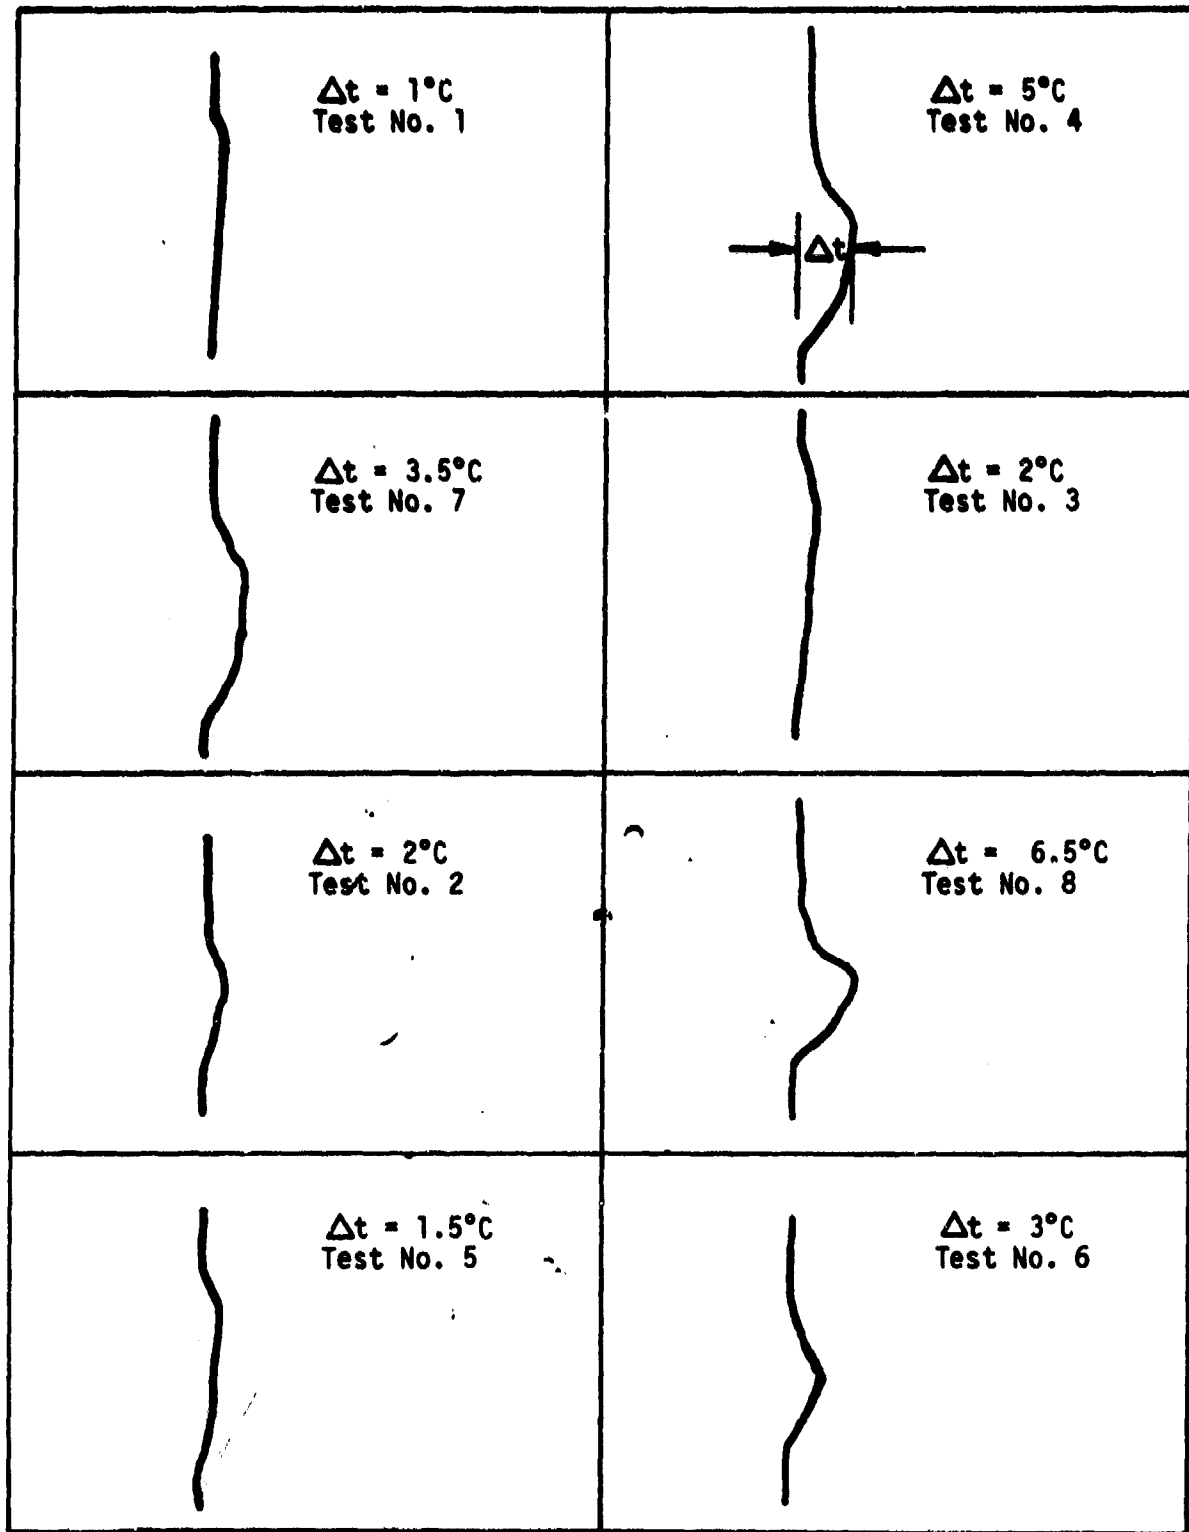 Δt = 1°C
Test No. 1
Δt = 5°C
Test No. 4
Δt
Δt = 3.5°C
Test No. 7
Δt = 2°C
Test No. 3
Δt = 2°C
Test No. 2
Δt = 6.5°C
Test No. 8
Δt = 1.5°C
Test No. 5
Δt = 3°C
Test No. 6